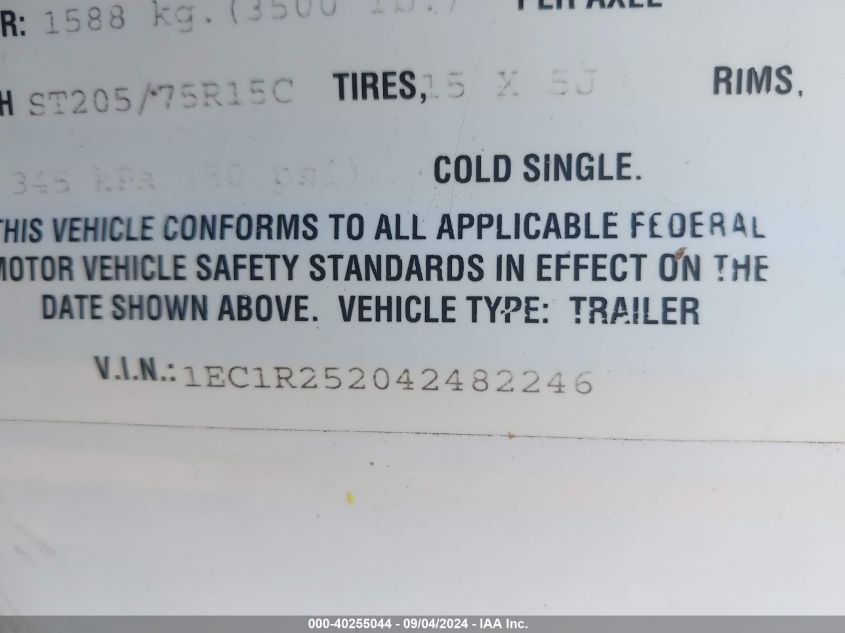 R: 1588 kg. (3500 lb.) PER AXLE
H ST205/75R15C TIRES, 15 X 5J RIMS,
345 kPa (50 psi) COLD SINGLE.
THIS VEHICLE CONFORMS TO ALL APPLICABLE FEDERAL
MOTOR VEHICLE SAFETY STANDARDS IN EFFECT ON THE
DATE SHOWN ABOVE. VEHICLE TYPE: TRAILER
V.I.N.: 1EC1R252042482246
000-40255044 - 09/04/2024 - IAA Inc.